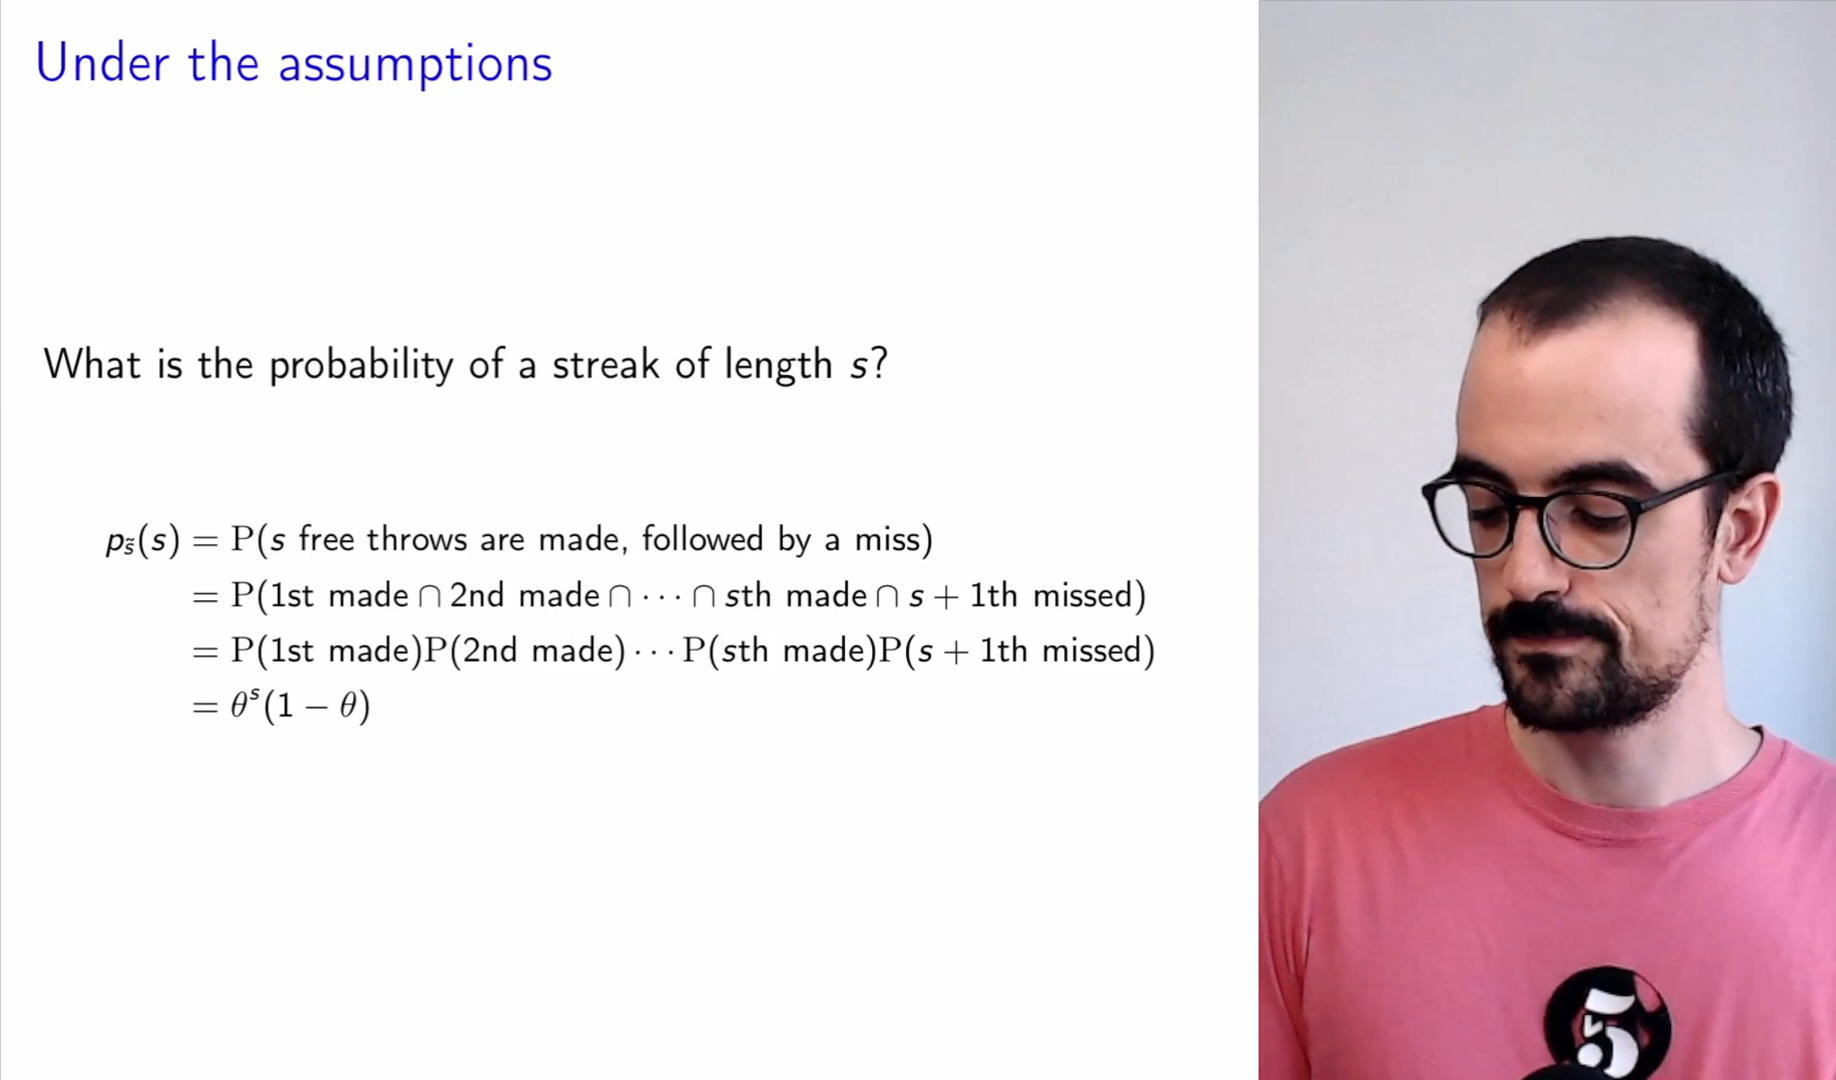 Under the assumptions
What is the probability of a streak of length s?
p_s̃(s) = P(s free throws are made, followed by a miss)
= P(1st made ∩ 2nd made ∩ ⋯ ∩ sth made ∩ s + 1th missed)
= P(1st made)P(2nd made) ⋯ P(sth made)P(s + 1th missed)
= θ^s(1 − θ)
5